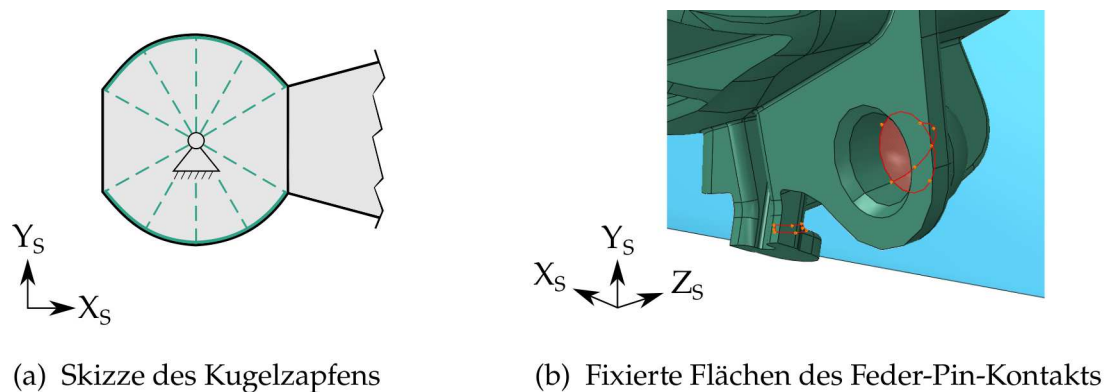 Y_S
X_S
Y_S
X_S
Z_S
(a) Skizze des Kugelzapfens
(b) Fixierte Flächen des Feder-Pin-Kontakts